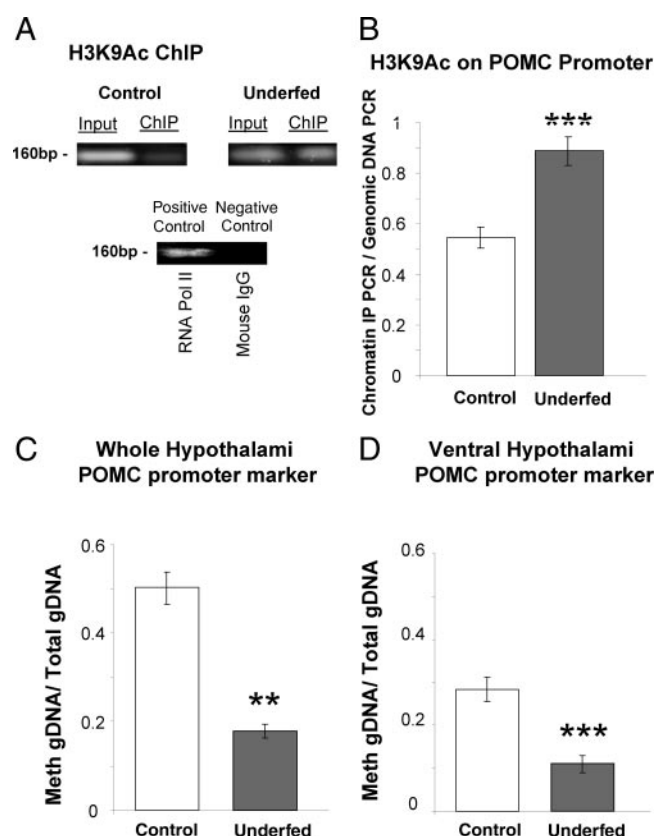 A
H3K9Ac ChIP
Control
Underfed
Input ChIP
Input ChIP
160bp -
Positive Control
Negative Control
160bp -
RNA Pol II
Mouse IgG
B
H3K9Ac on POMC Promoter
Chromatin IP PCR / Genomic DNA PCR
1
0.8
0.6
0.4
0.2
0
***
Control
Underfed
C
Whole Hypothalami
POMC promoter marker
Meth gDNA/ Total gDNA
0.6
0.4
0.2
0
**
Control
Underfed
D
Ventral Hypothalami
POMC promoter marker
Meth gDNA/ Total gDNA
0.6
0.4
0.2
0
***
Control
Underfed